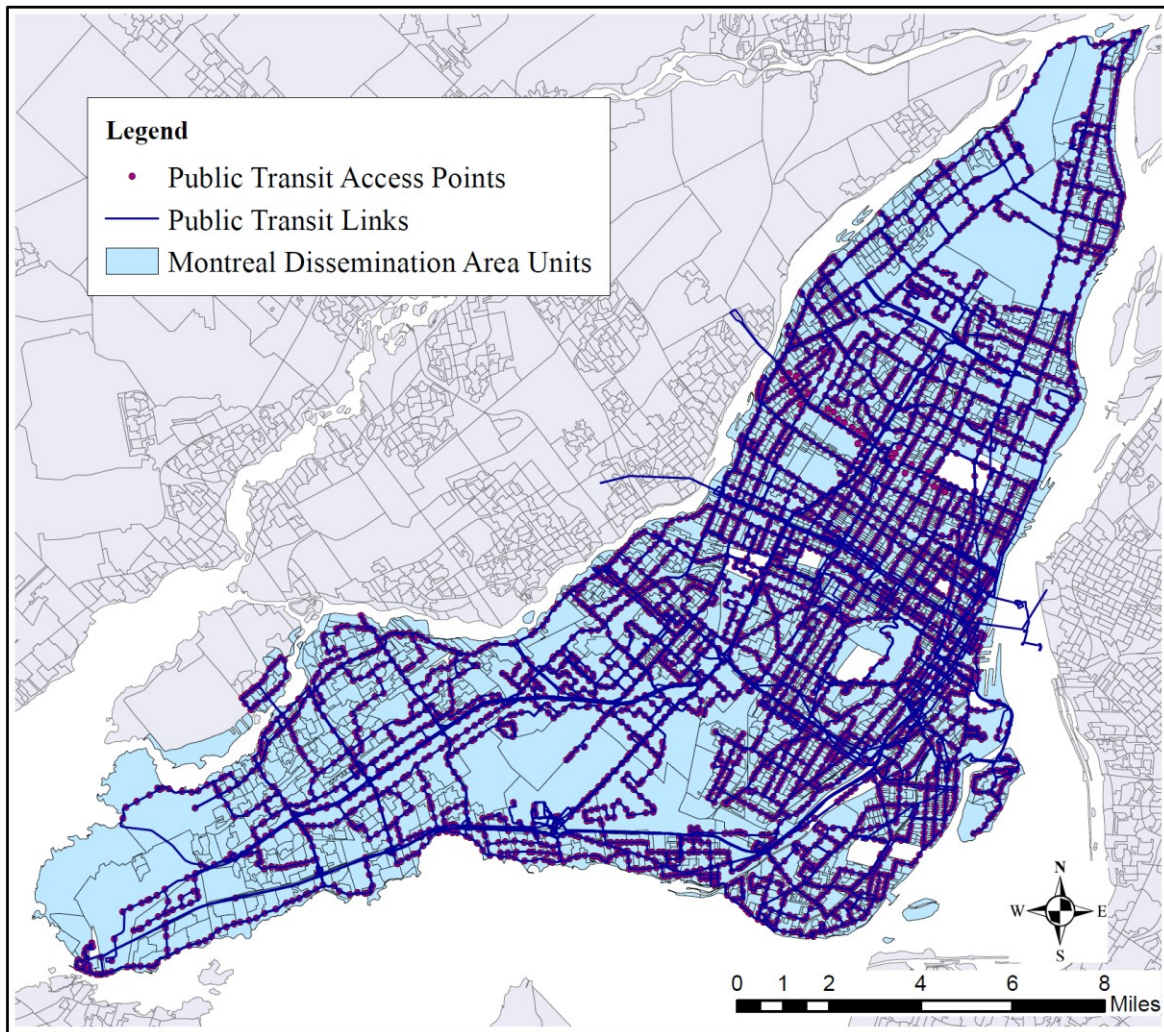 Legend
Public Transit Access Points
Public Transit Links
Montreal Dissemination Area Units
N
W E
S
0 1 2 4 6 8
Miles